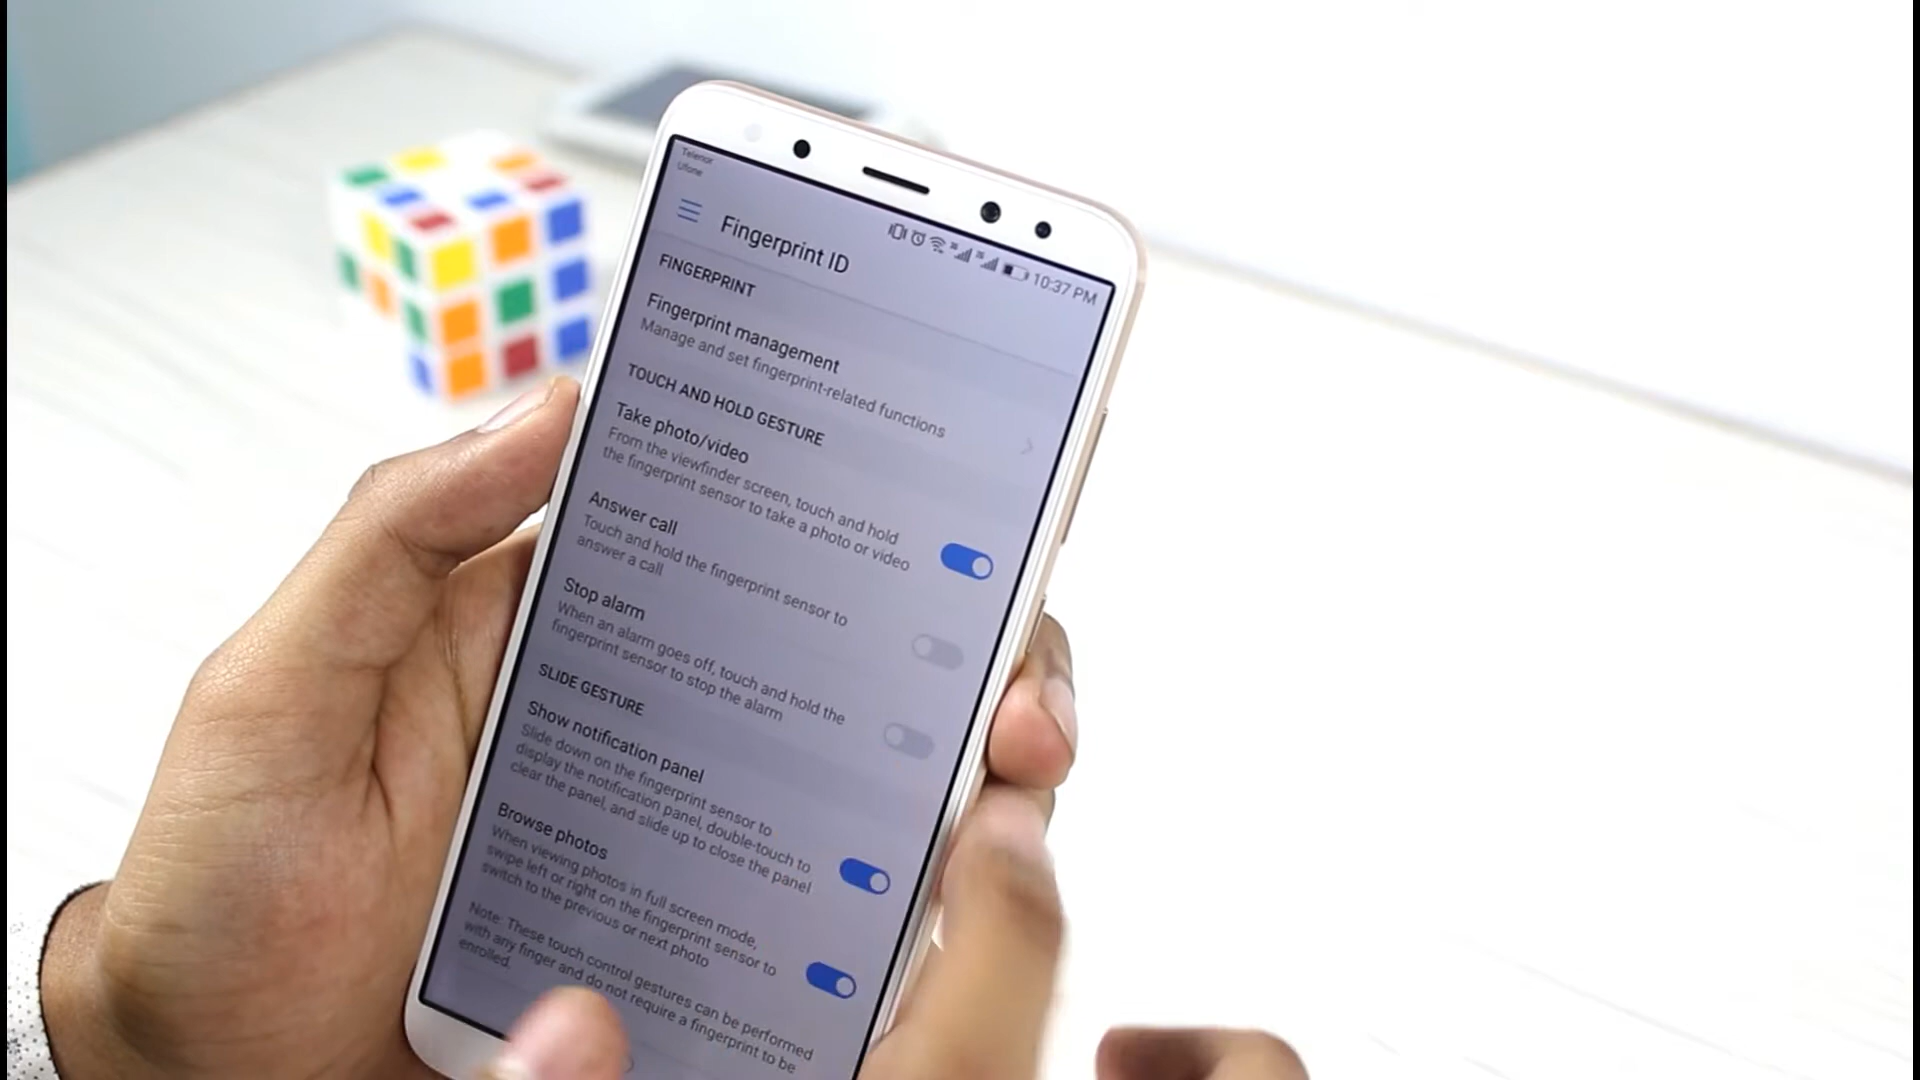 Telenor
Ufone
10:37 PM
Fingerprint ID
FINGERPRINT
Fingerprint management
Manage and set fingerprint-related functions
TOUCH AND HOLD GESTURE
Take photo/video
From the viewfinder screen, touch and hold
the fingerprint sensor to take a photo or video
Answer call
Touch and hold the fingerprint sensor to
answer a call
Stop alarm
When an alarm goes off, touch and hold the
fingerprint sensor to stop the alarm
SLIDE GESTURE
Show notification panel
Slide down on the fingerprint sensor to
display the notification panel, double-touch to
clear the panel, and slide up to close the panel
Browse photos
When viewing photos in full screen mode,
swipe left or right on the fingerprint sensor to
switch to the previous or next photo
Note: These touch control gestures can be performed
with any finger and do not require a fingerprint to be
enrolled.